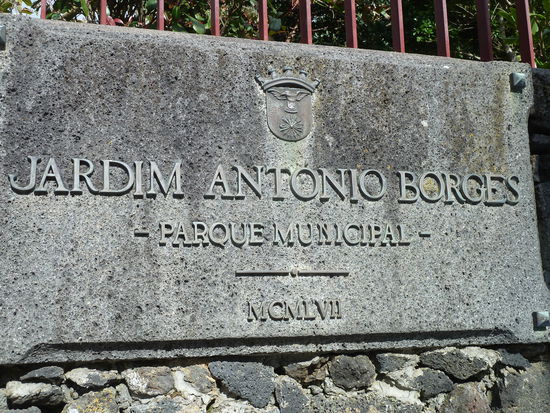 JARDIM ANTONIO BORGES
- PARQUE MUNICIPAL -
MCMLVII